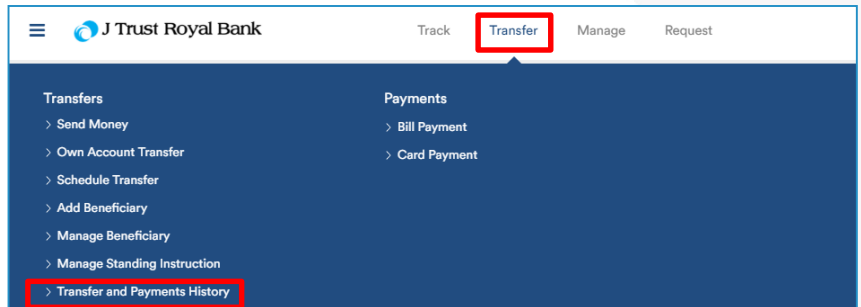 J Trust Royal Bank
Track Transfer Manage Request
Transfers
> Send Money
> Own Account Transfer
> Schedule Transfer
> Add Beneficiary
> Manage Beneficiary
> Manage Standing Instruction
> Transfer and Payments History
Payments
> Bill Payment
> Card Payment